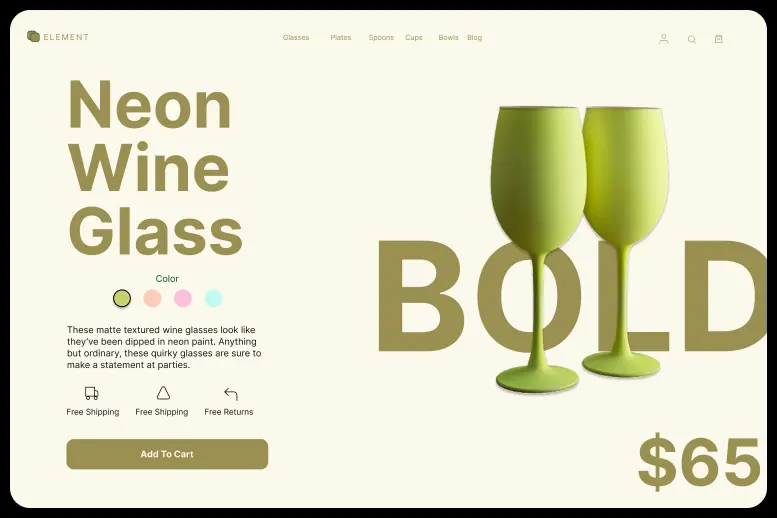 ELEMENT
Glasses Plates Spoons Cups Bowls Blog
Neon
Wine
Glass
BOLD
Color
These matte textured wine glasses look like
they've been dipped in neon paint. Anything
but ordinary, these quirky glasses are sure to
make a statement at parties.
Free Shipping Free Shipping Free Returns
Add To Cart
$65